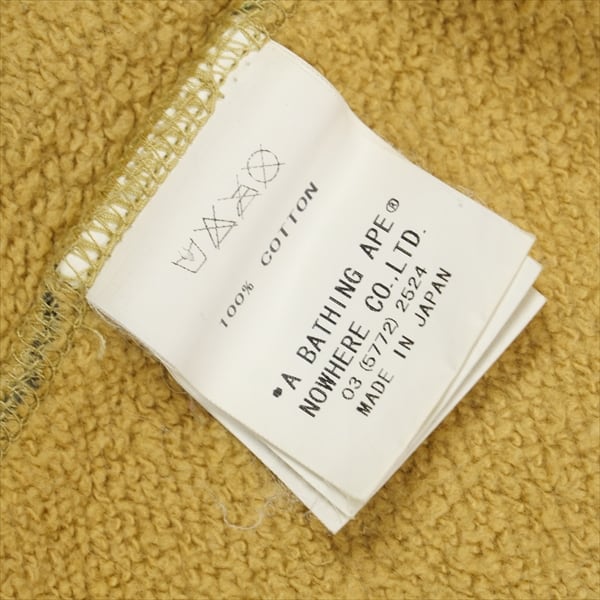 100% COTTON
A BATHING APE®
NOWHERE CO.,LTD.
03 (5772) 2524
MADE IN JAPAN